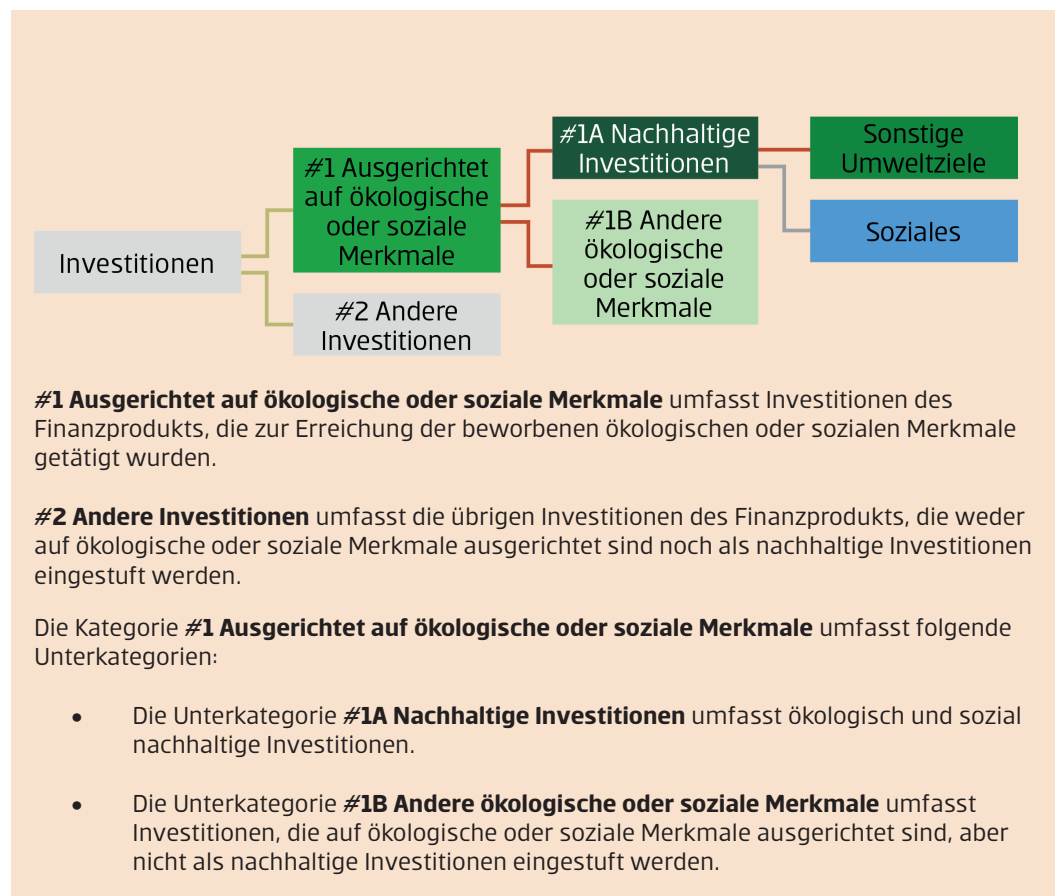 #1A Nachhaltige
Investitionen
Sonstige
Umweltziele
#1 Ausgerichtet
auf ökologische
oder soziale
Merkmale
#1B Andere
ökologische
oder soziale
Merkmale
Soziales
Investitionen
#2 Andere
Investitionen
#1 Ausgerichtet auf ökologische oder soziale Merkmale umfasst Investitionen des
Finanzprodukts, die zur Erreichung der beworbenen ökologischen oder sozialen Merkmale
getätigt wurden.
#2 Andere Investitionen umfasst die übrigen Investitionen des Finanzprodukts, die weder
auf ökologische oder soziale Merkmale ausgerichtet sind noch als nachhaltige Investitionen
eingestuft werden.
Die Kategorie #1 Ausgerichtet auf ökologische oder soziale Merkmale umfasst folgende
Unterkategorien:
• Die Unterkategorie #1A Nachhaltige Investitionen umfasst ökologisch und sozial
nachhaltige Investitionen.
• Die Unterkategorie #1B Andere ökologische oder soziale Merkmale umfasst
Investitionen, die auf ökologische oder soziale Merkmale ausgerichtet sind, aber
nicht als nachhaltige Investitionen eingestuft werden.